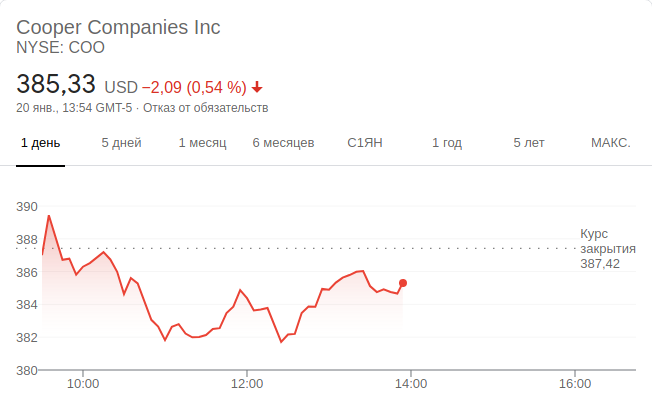 Cooper Companies Inc
NYSE: COO
385,33 USD −2,09 (0,54 %)
20 янв., 13:54 GMT-5 · Отказ от обязательств
1 день 5 дней 1 месяц 6 месяцев С1ЯН 1 год 5 лет МАКС.
390
388
386
384
382
380
Курс
закрытия
387,42
10:00 12:00 14:00 16:00